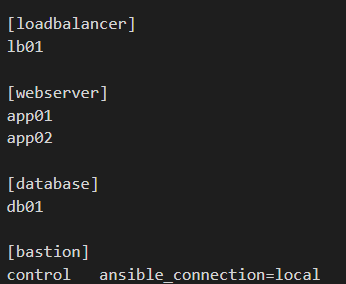 [loadbalancer]
lb01
[webserver]
app01
app02
[database]
db01
[bastion]
control   ansible_connection=local